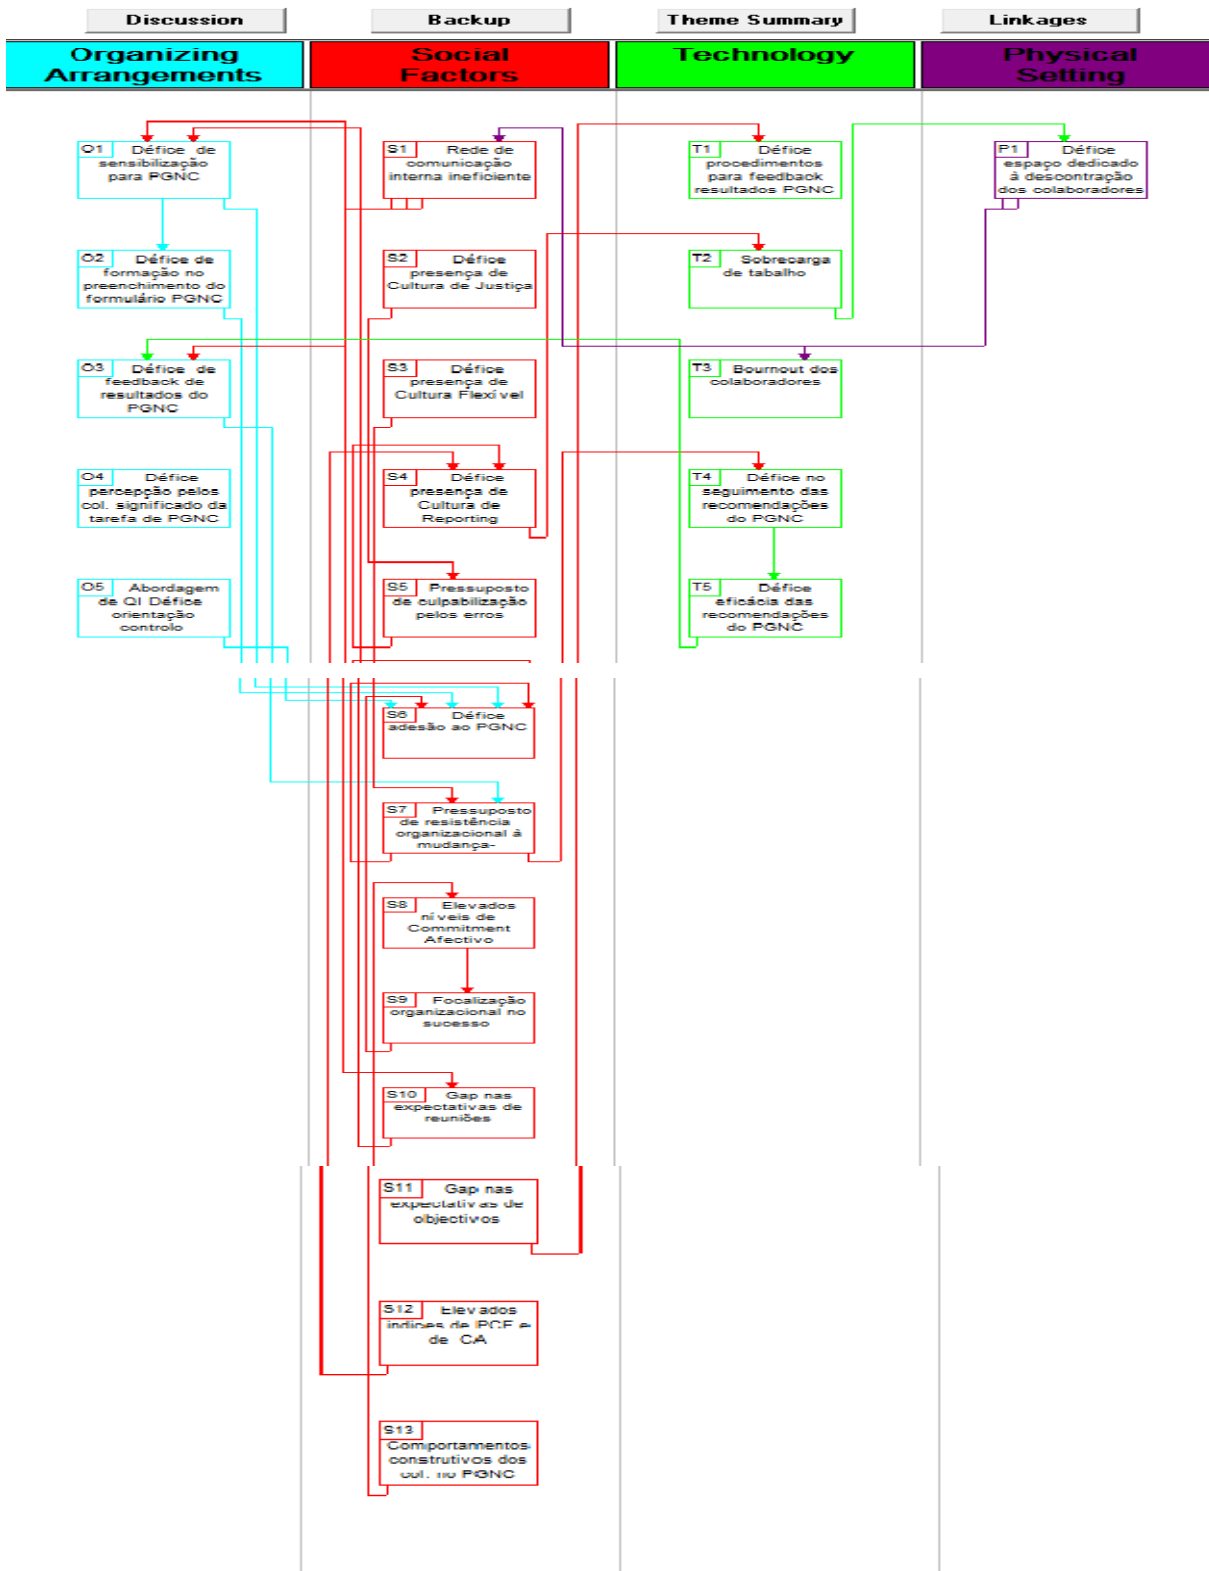 Discussion
Backup
Theme Summary
Linkages
Organizing
Arrangements
Social
Factors
Technology
Physical
Setting
O1 Défice de
sensibilização
para PGNC
O2 Défice de
formação no
preenchimento do
formulário PGNC
O3 Défice de
feedback de
resultados do
PGNC
O4 Défice
percepção pelos
col. significado da
tarefa de PGNC
O5 Abordagem
de QI Défice
orientação
controlo
S1 Rede de
comunicação
interna ineficiente
S2 Défice
presença de
Cultura de Justiça
S3 Défice
presença de
Cultura Flexível
S4 Défice
presença de
Cultura de
Reporting
S5 Pressuposto
de culpabilização
pelos erros
S6 Défice
adesão ao PGNC
S7 Pressuposto
de resistência
organizacional à
mudança-
S8 Elevados
níveis de
Commitment
Afectivo
S9 Focalização
organizacional no
sucesso
S10 Gap nas
expectativas de
reuniões
S11 Gap nas
expectativas de
objectivos
S12 Elevados
índices de PCF e
de CA
S13
Comportamentos
construtivos dos
col. no PGNC
T1 Défice
procedimentos
para feedback
resultados PGNC
T2 Sobrecarga
de tabalho
T3 Bournout dos
colaboradores
T4 Défice no
seguimento das
recomendações
do PGNC
T5 Défice
eficácia das
recomendações
do PGNC
P1 Défice
espaço dedicado
à descontração
dos colaboradores